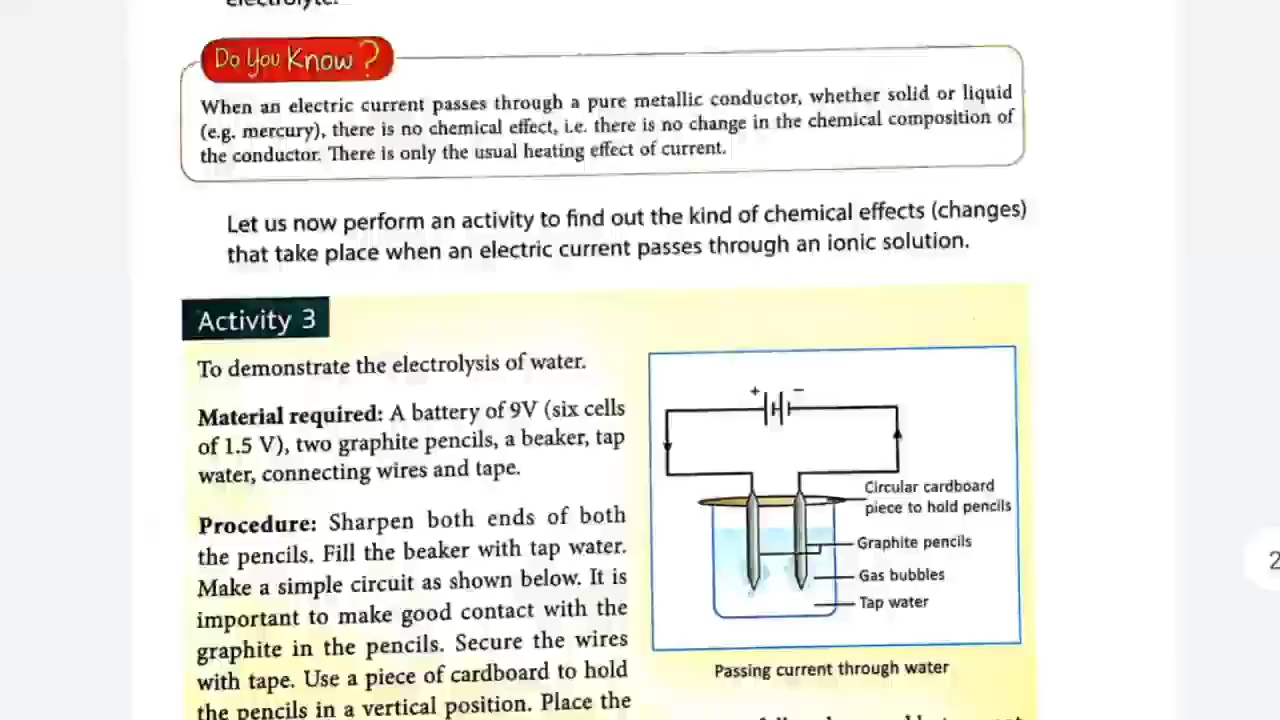 electrolyte.
Do You Know?
When an electric current passes through a pure metallic conductor, whether solid or liquid
(e.g. mercury), there is no chemical effect, i.e. there is no change in the chemical composition of
the conductor. There is only the usual heating effect of current.
Let us now perform an activity to find out the kind of chemical effects (changes)
that take place when an electric current passes through an ionic solution.
Activity 3
To demonstrate the electrolysis of water.
Material required: A battery of 9V (six cells
of 1.5 V), two graphite pencils, a beaker, tap
water, connecting wires and tape.
Procedure: Sharpen both ends of both
the pencils. Fill the beaker with tap water.
Make a simple circuit as shown below. It is
important to make good contact with the
graphite in the pencils. Secure the wires
with tape. Use a piece of cardboard to hold
the pencils in a vertical position. Place the
+ −
Circular cardboard
piece to hold pencils
Graphite pencils
Gas bubbles
Tap water
Passing current through water
2